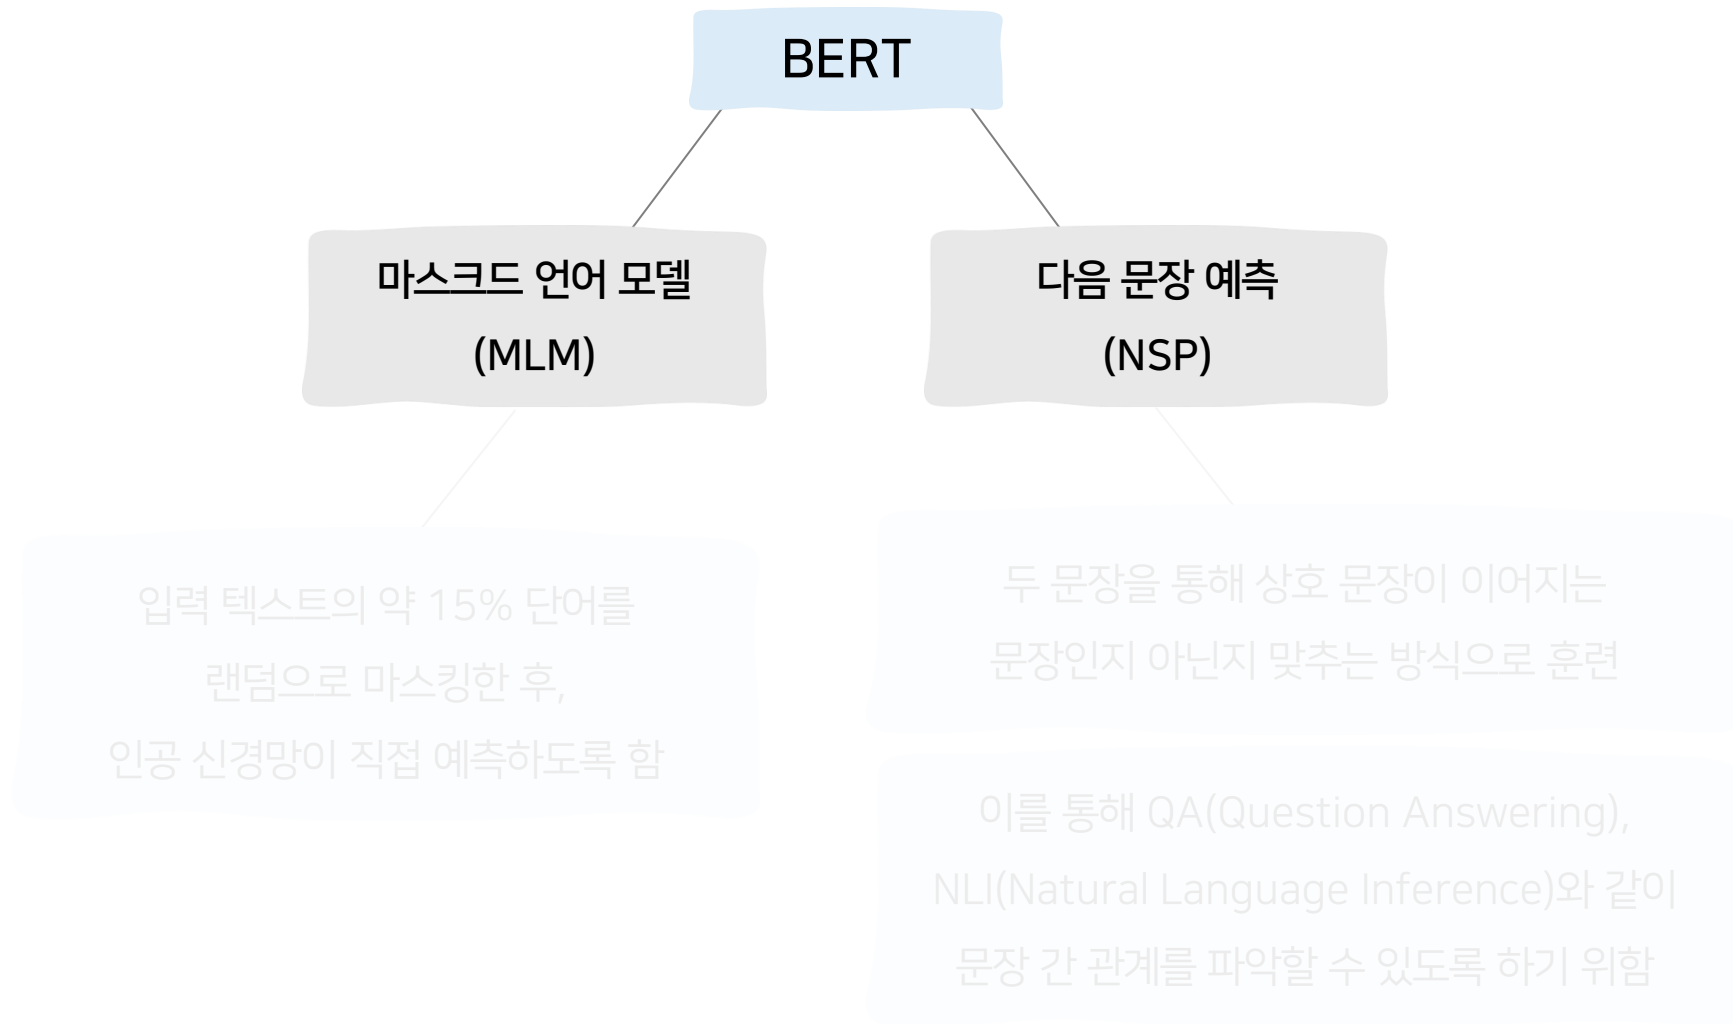 BERT
마스크드 언어 모델
(MLM)
다음 문장 예측
(NSP)
입력 텍스트의 약 15% 단어를
랜덤으로 마스킹한 후,
인공 신경망이 직접 예측하도록 함
두 문장을 통해 상호 문장이 이어지는
문장인지 아닌지 맞추는 방식으로 훈련
이를 통해 QA(Question Answering),
NLI(Natural Language Inference)와 같이
문장 간 관계를 파악할 수 있도록 하기 위함